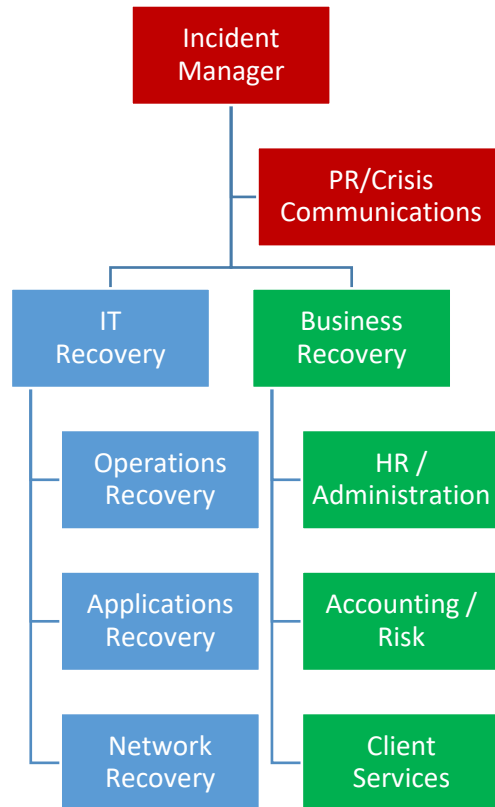 Incident
Manager
PR/Crisis
Communications
IT
Recovery
Business
Recovery
Operations
Recovery
HR /
Administration
Applications
Recovery
Accounting /
Risk
Network
Recovery
Client
Services